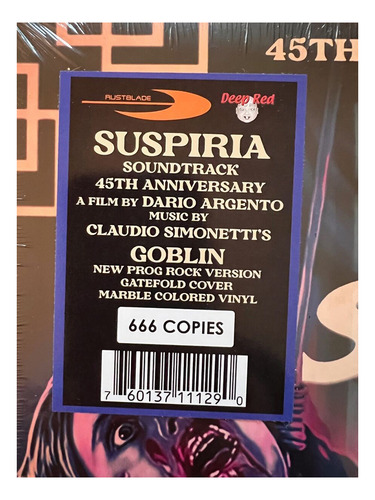 45TH
RUSTBLADE
Deep Red
SUSPIRIA
SOUNDTRACK
45TH ANNIVERSARY
A FILM BY DARIO ARGENTO
MUSIC BY
CLAUDIO SIMONETTI'S
GOBLIN
NEW PROG ROCK VERSION
GATEFOLD COVER
MARBLE COLORED VINYL
666 COPIES
7 60137 11129 0
S